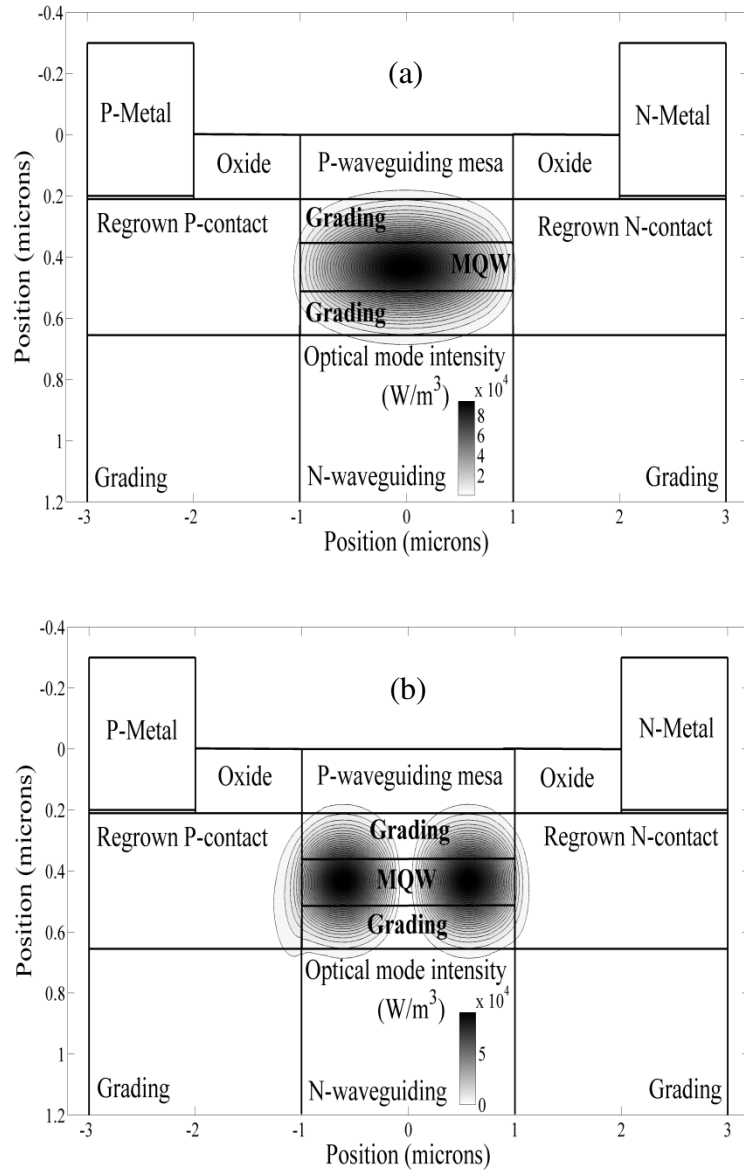 -0.4
(a)
-0.2
P-Metal
N-Metal
0
Oxide
P-waveguiding mesa
Oxide
0.2
Regrown P-contact
Grading
Regrown N-contact
0.4
MQW
Grading
0.6
Optical mode intensity
(W/m³)
x 10⁴
0.8
8
6
4
2
1
Grading
N-waveguiding
Grading
1.2
-3 -2 -1 0 1 2 3
Position (microns)
Position (microns)
-0.4
(b)
-0.2
P-Metal
N-Metal
0
Oxide
P-waveguiding mesa
Oxide
0.2
Regrown P-contact
Grading
Regrown N-contact
0.4
MQW
Grading
0.6
Optical mode intensity
(W/m³)
x 10⁴
0.8
5
0
1
Grading
N-waveguiding
Grading
1.2
-3 -2 -1 0 1 2 3
Position (microns)
Position (microns)